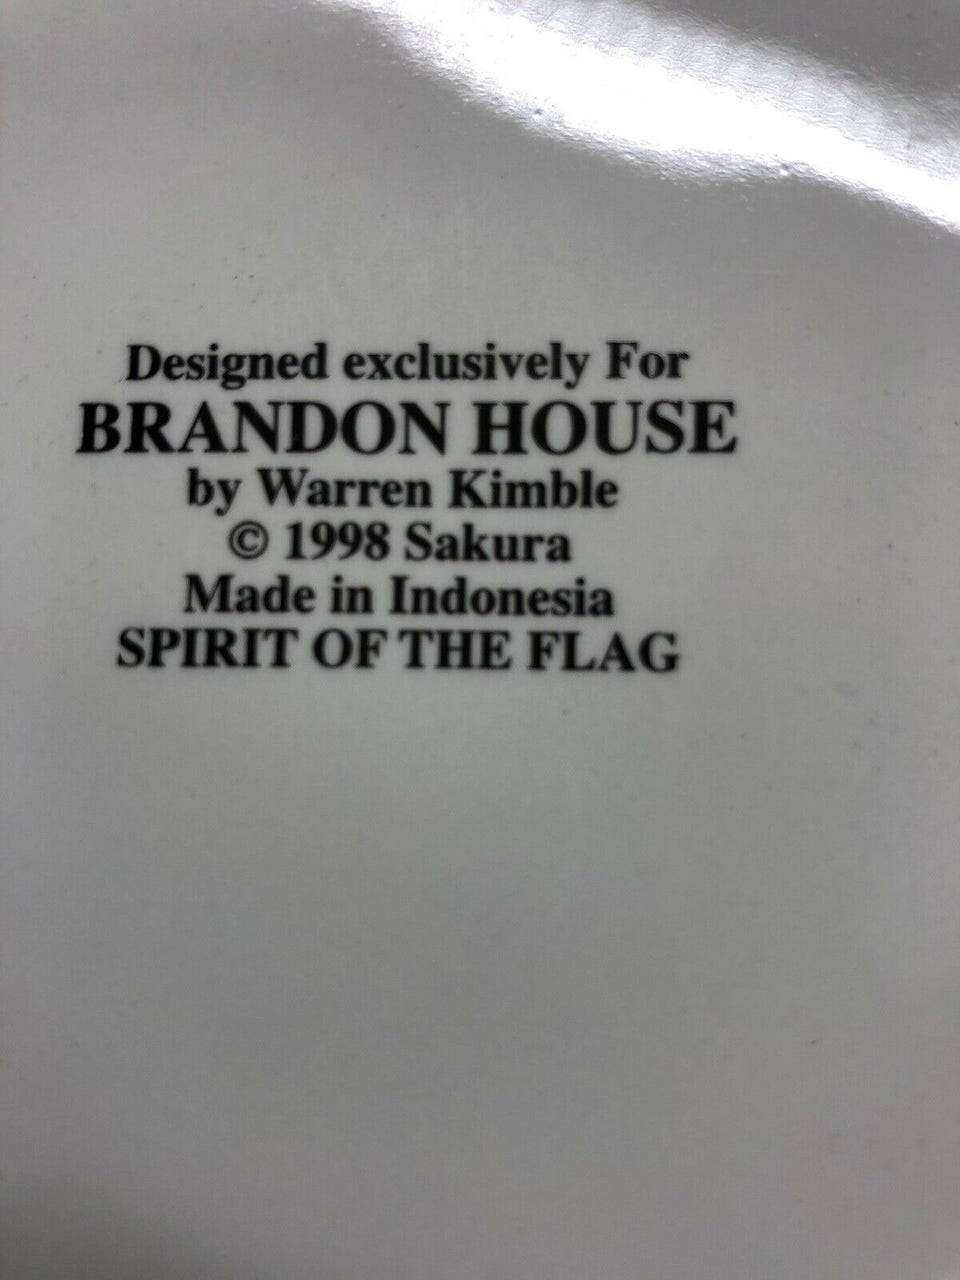 Designed exclusively For
BRANDON HOUSE
by Warren Kimble
© 1998 Sakura
Made in Indonesia
SPIRIT OF THE FLAG